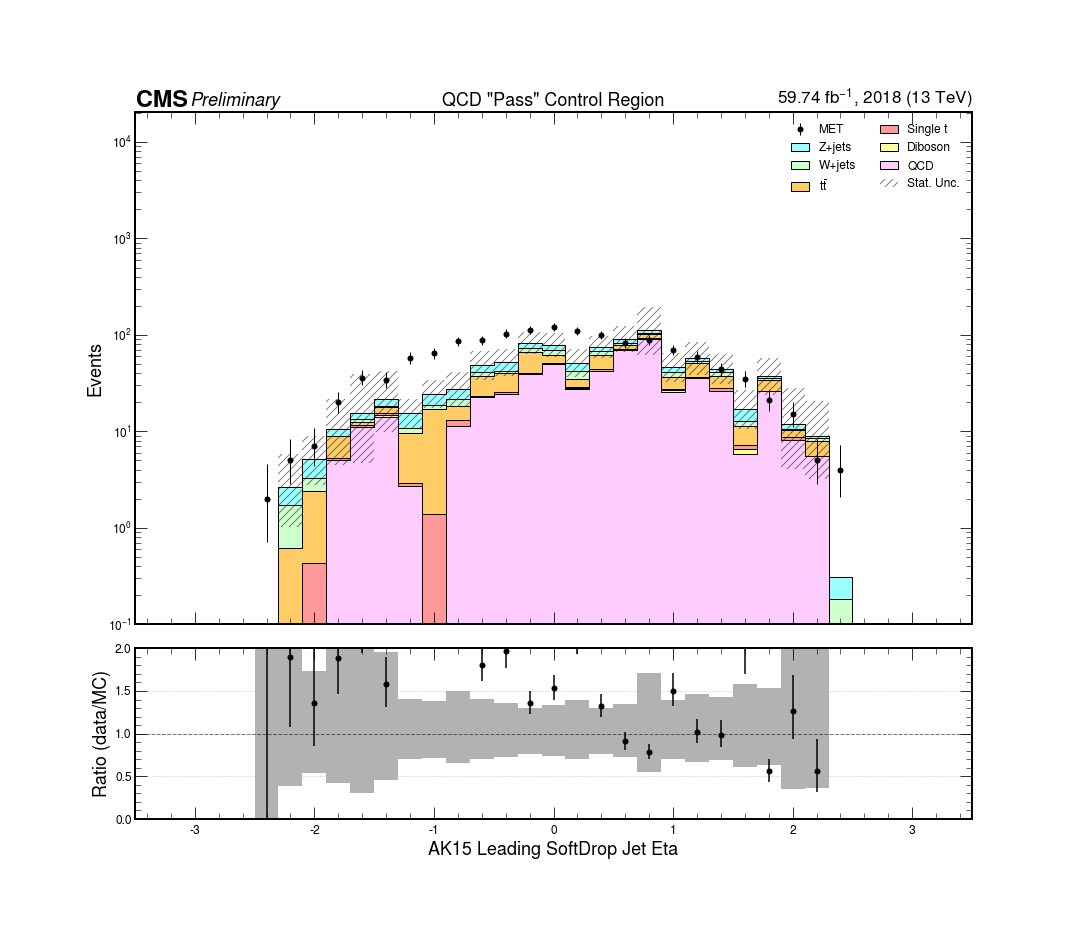 CMS Preliminary QCD "Pass" Control Region 59.74 fb⁻¹, 2018 (13 TeV)
MET Single t
Z+jets Diboson
W+jets QCD
tt̄ Stat. Unc.
10⁴
10³
10²
10¹
10⁰
10⁻¹
Events
2.0
1.5
1.0
0.5
0.0
Ratio (data/MC)
-3 -2 -1 0 1 2 3
AK15 Leading SoftDrop Jet Eta